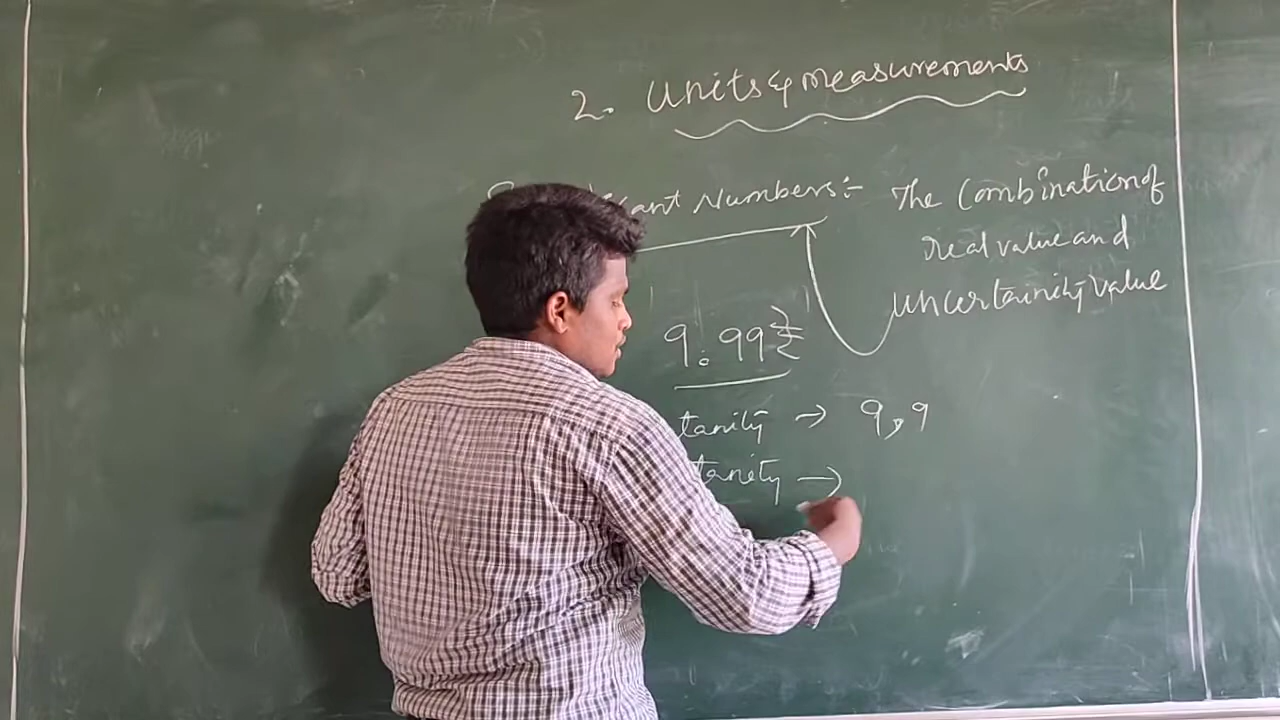 2. Units & measurements
Numbers:- The Combination of
real value and
uncertainity value
9.99₹
tanity → 9,9
tanity →